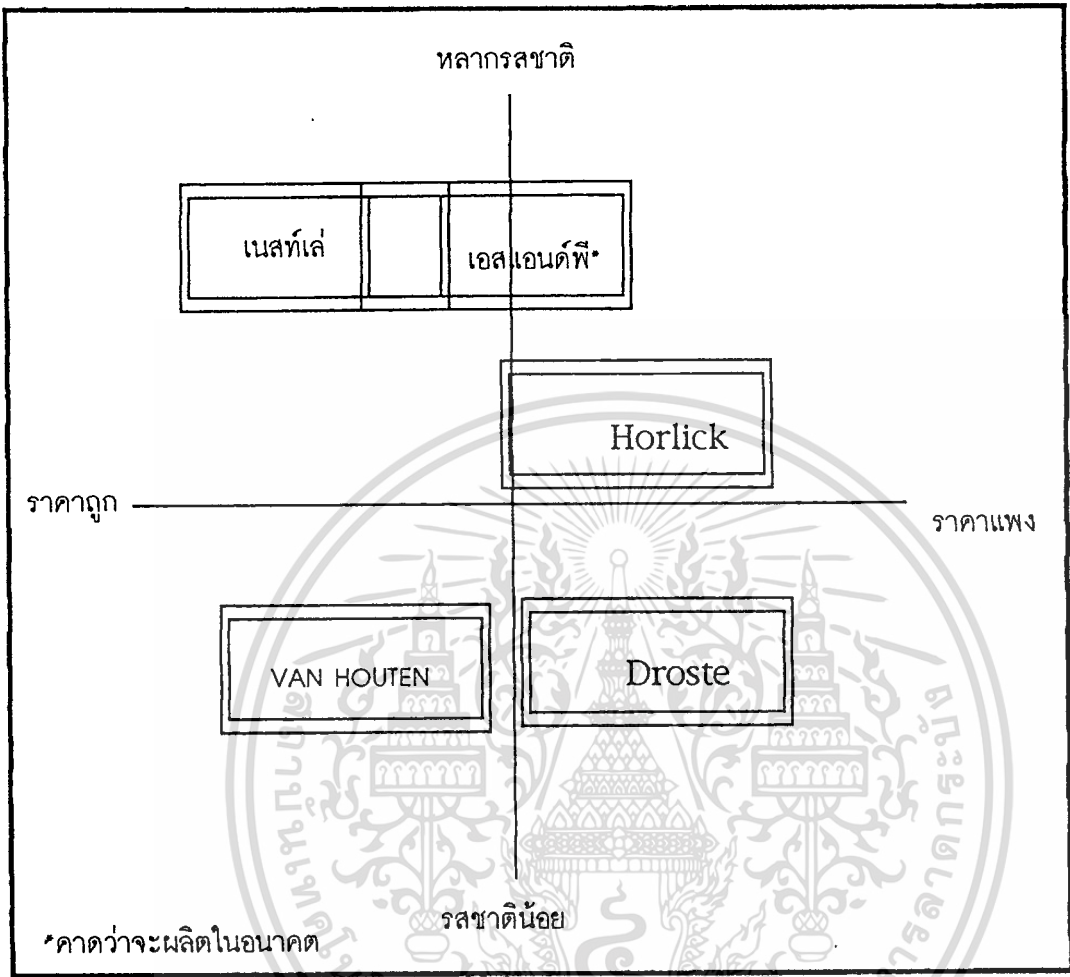 หลากรสชาติ
เนสท์เล่
เอสแอนด์พี*
Horlick
ราคาถูก
ราคาแพง
VAN HOUTEN
Droste
รสชาติน้อย
*คาดว่าจะผลิตในอนาคต